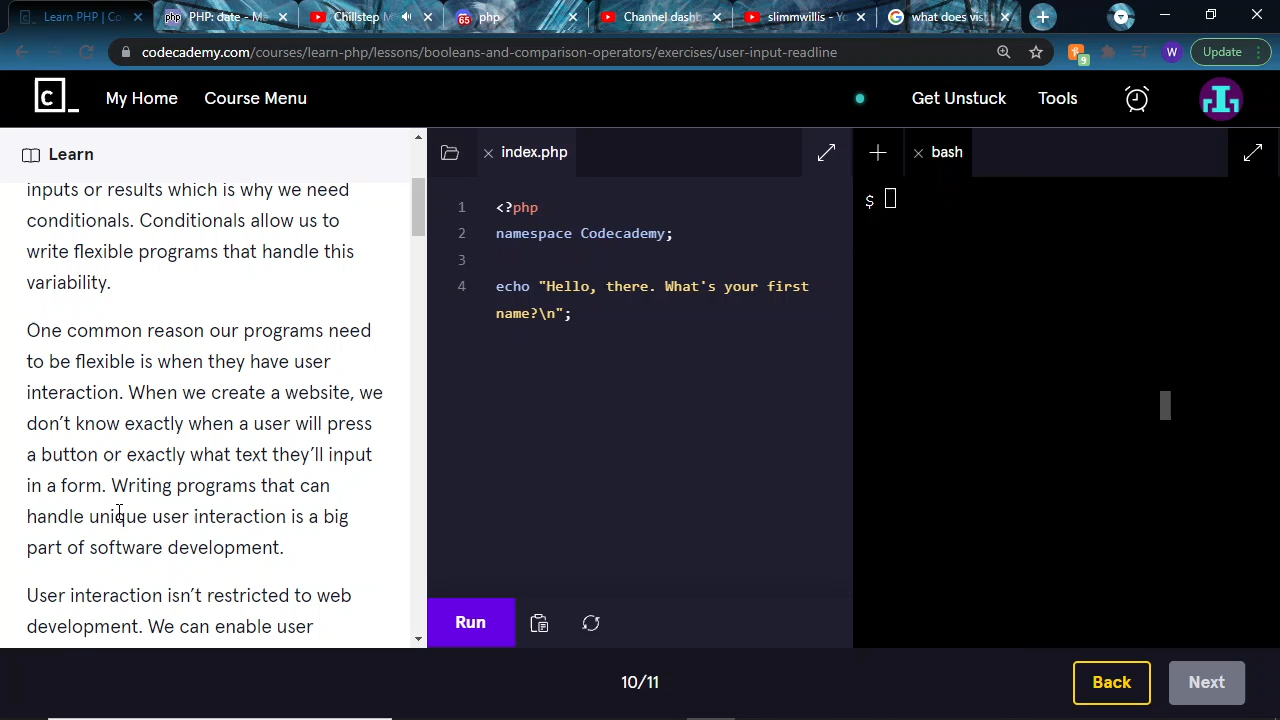 Learn PHP | Co
PHP: date - Ma
Chillstep M
php
Channel dashb
slimmwillis - Yo
what does vist
codecademy.com/courses/learn-php/lessons/booleans-and-comparison-operators/exercises/user-input-readline
9
W
Update
c_
My Home
Course Menu
Get Unstuck
Tools
Learn
index.php
bash
inputs or results which is why we need
conditionals. Conditionals allow us to
write flexible programs that handle this
variability.
One common reason our programs need
to be flexible is when they have user
interaction. When we create a website, we
don't know exactly when a user will press
a button or exactly what text they'll input
in a form. Writing programs that can
handle unique user interaction is a big
part of software development.
User interaction isn't restricted to web
development. We can enable user
1 <?php
2 namespace Codecademy;
3
4 echo "Hello, there. What's your first
name?\n";
$
Run
10/11
Back
Next